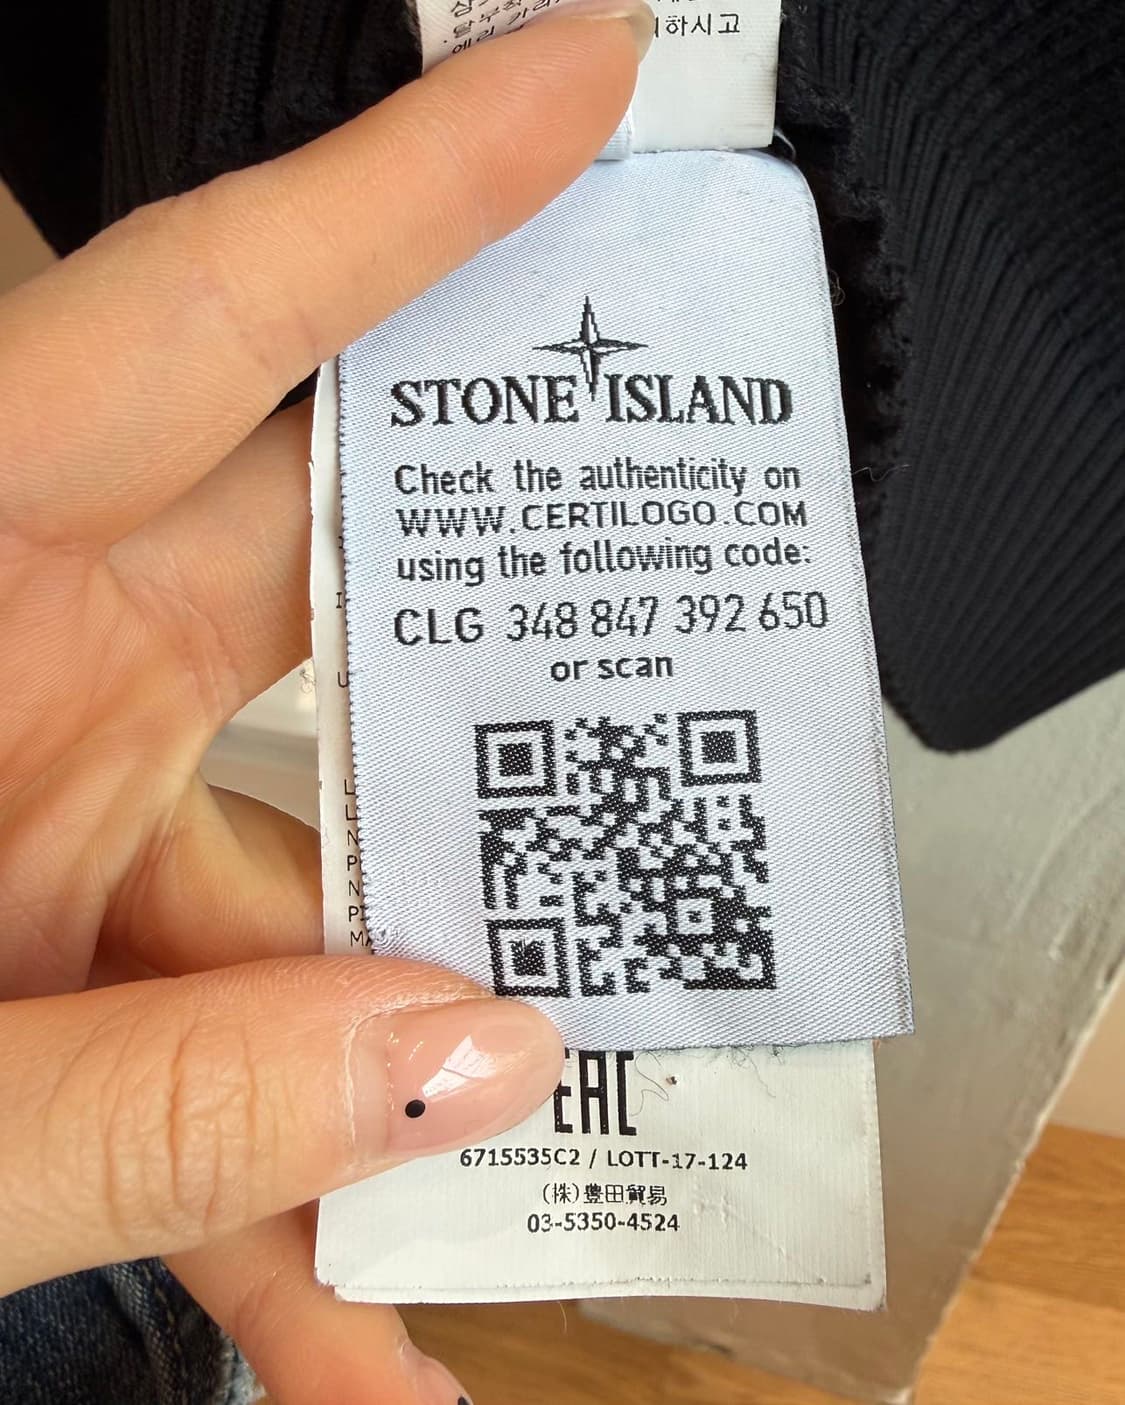 하시고
STONE ISLAND
Check the authenticity on
WWW.CERTILOGO.COM
using the following code:
CLG 348 847 392 650
or scan
EAC
6715535C2 / LOTT-17-124
(株)豊田貿易
03-5350-4524